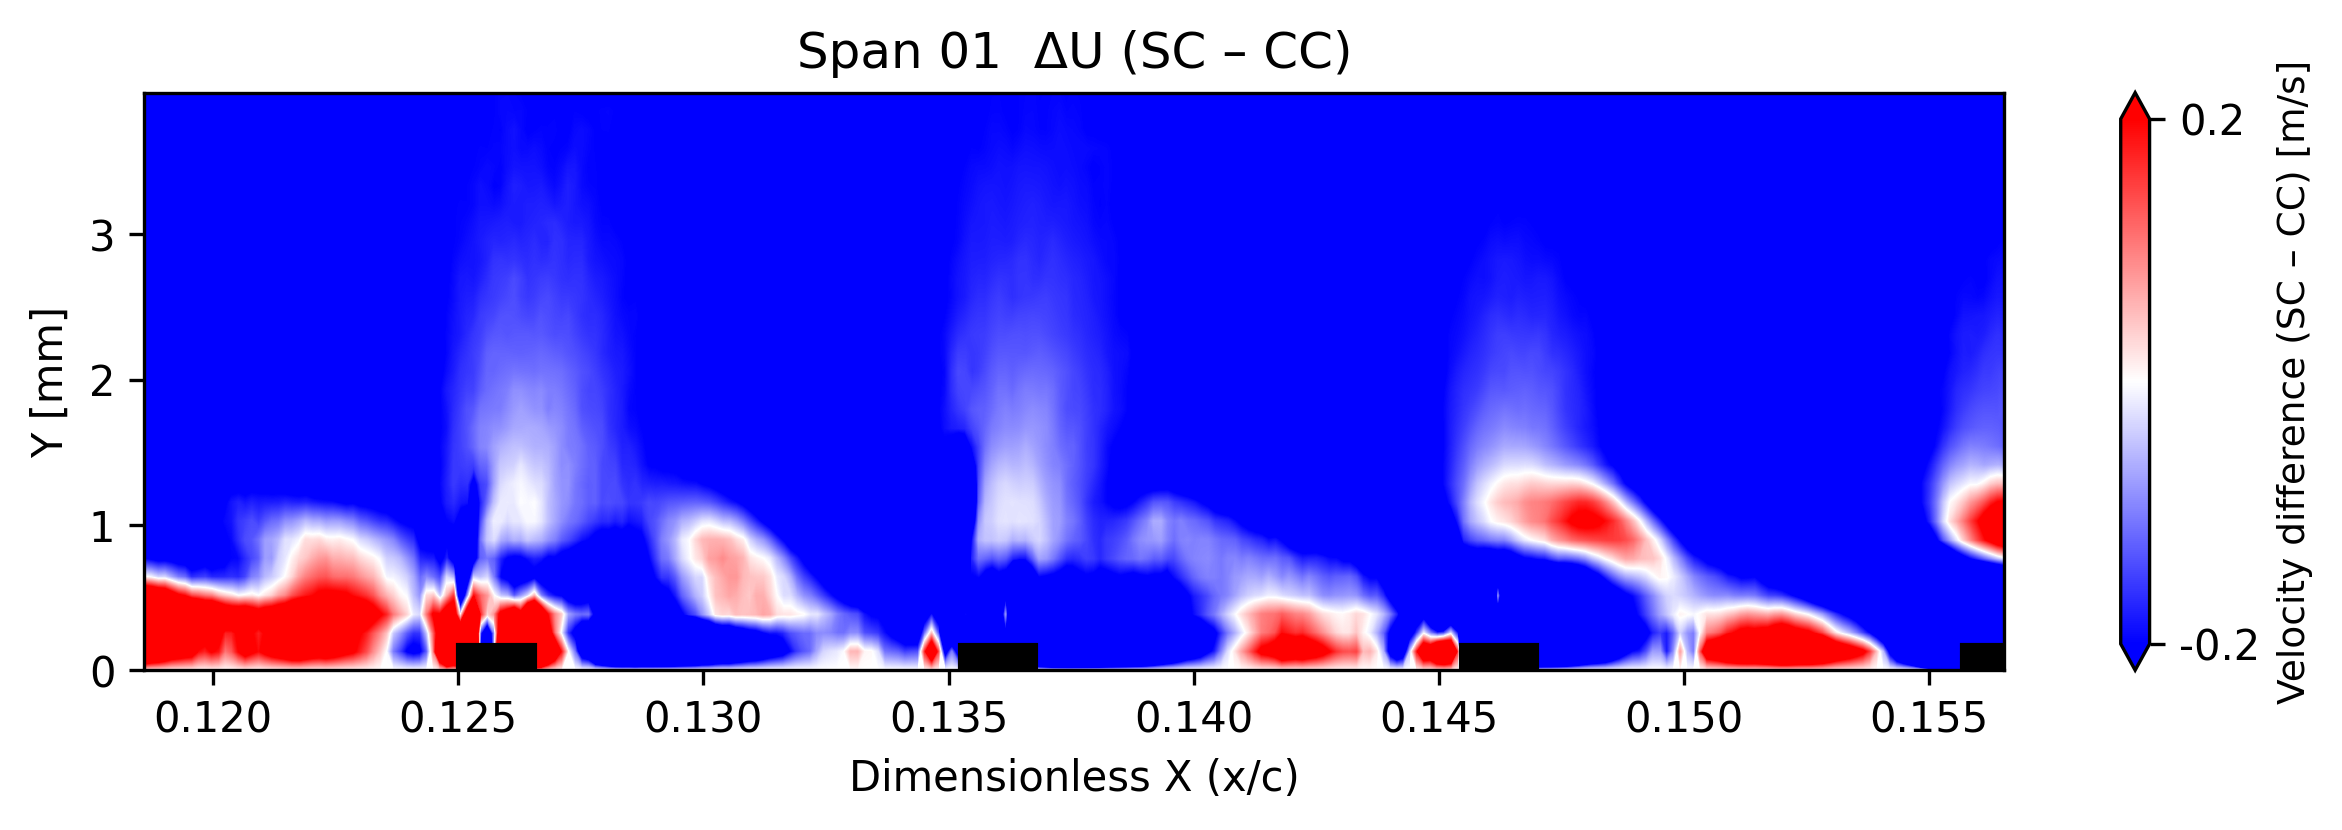 Span 01  ΔU (SC – CC)
Y [mm]
3
2
1
0
0.120 0.125 0.130 0.135 0.140 0.145 0.150 0.155
Dimensionless X (x/c)
0.2
-0.2
Velocity difference (SC – CC) [m/s]